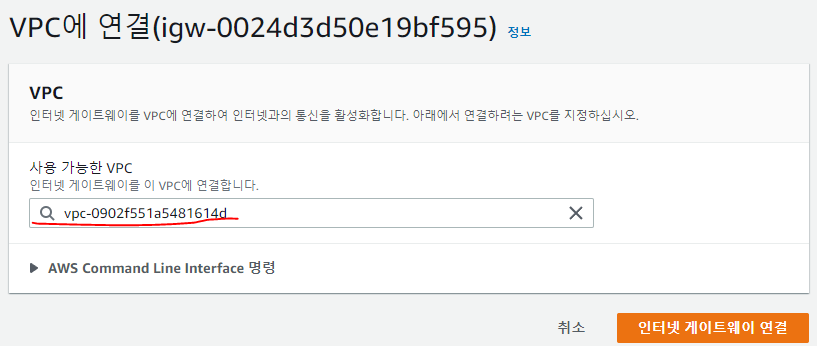 VPC에 연결(igw-0024d3d50e19bf595) 정보
VPC
인터넷 게이트웨이를 VPC에 연결하여 인터넷과의 통신을 활성화합니다. 아래에서 연결하려는 VPC를 지정하십시오.
사용 가능한 VPC
인터넷 게이트웨이를 이 VPC에 연결합니다.
vpc-0902f551a5481614d
AWS Command Line Interface 명령
취소 인터넷 게이트웨이 연결